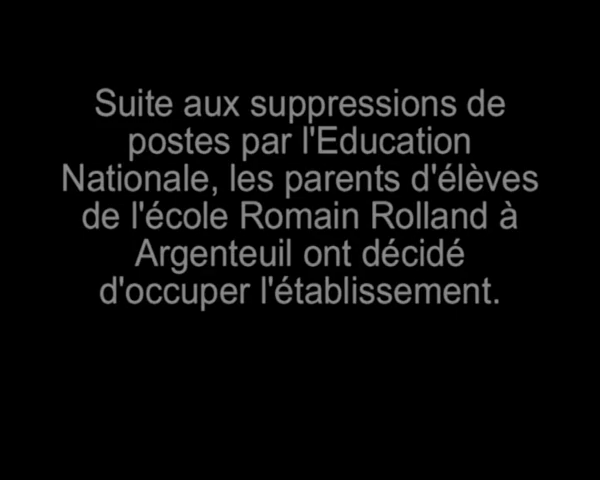 Suite aux suppressions de
postes par l'Education
Nationale, les parents d'élèves
de l'école Romain Rolland à
Argenteuil ont décidé
d'occuper l'établissement.